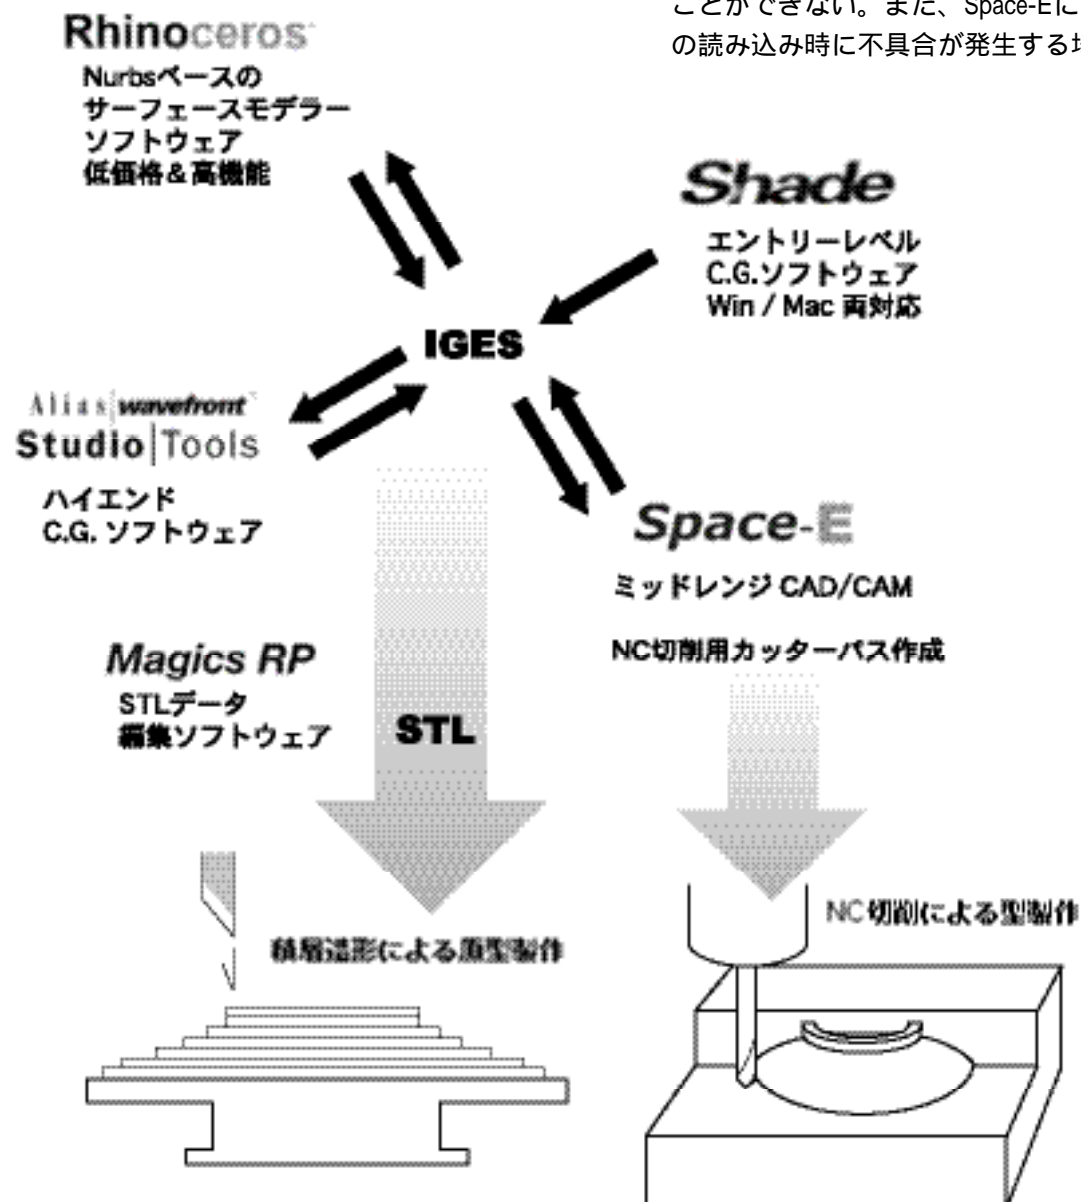 ことができない。また、Space-Eに
の読み込み時に不具合が発生する
Rhinoceros
Nurbsベースの
サーフェースモデラー
ソフトウェア
低価格＆高機能
Shade
エントリーレベル
C.G.ソフトウェア
Win / Mac 両対応
IGES
Alias|wavefront
Studio|Tools
ハイエンド
C.G. ソフトウェア
Space-E
ミッドレンジ CAD/CAM
NC切削用カッターパス作成
Magics RP
STLデータ
編集ソフトウェア
STL
積層造形による原型製作
NC切削による型製作